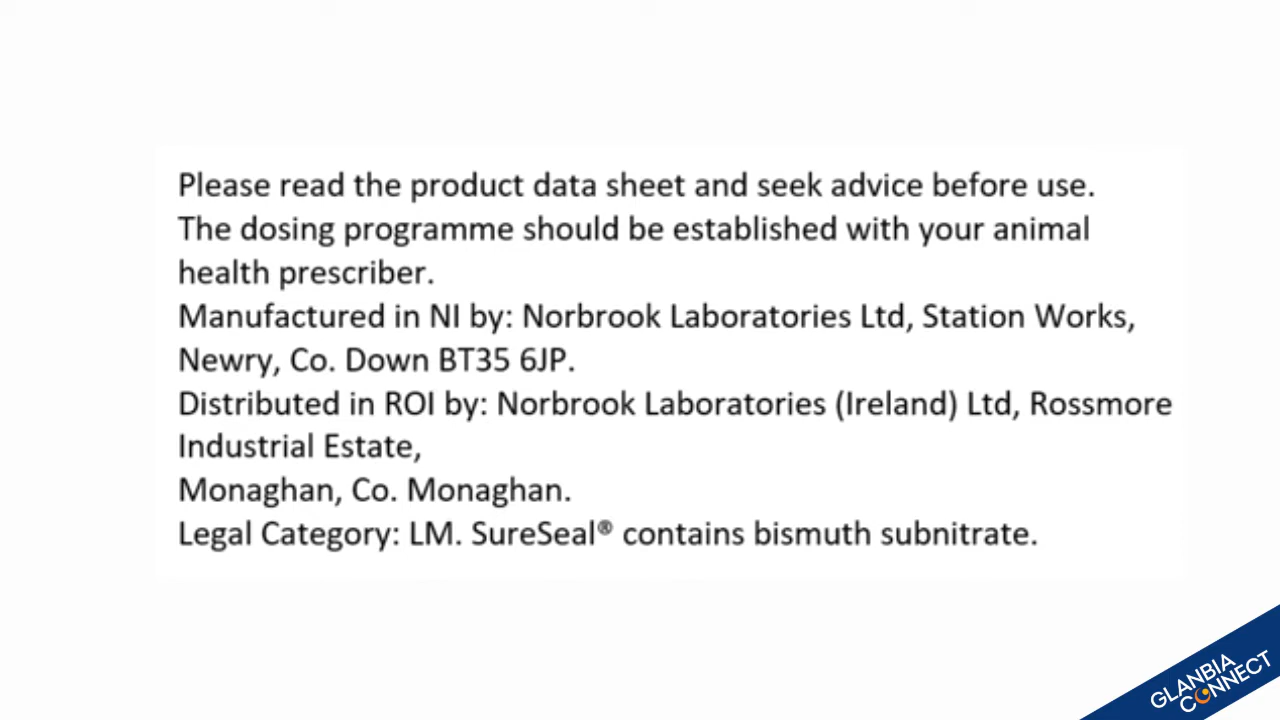 Please read the product data sheet and seek advice before use.
The dosing programme should be established with your animal
health prescriber.
Manufactured in NI by: Norbrook Laboratories Ltd, Station Works,
Newry, Co. Down BT35 6JP.
Distributed in ROI by: Norbrook Laboratories (Ireland) Ltd, Rossmore
Industrial Estate,
Monaghan, Co. Monaghan.
Legal Category: LM. SureSeal® contains bismuth subnitrate.
GLANBIA
CONNECT